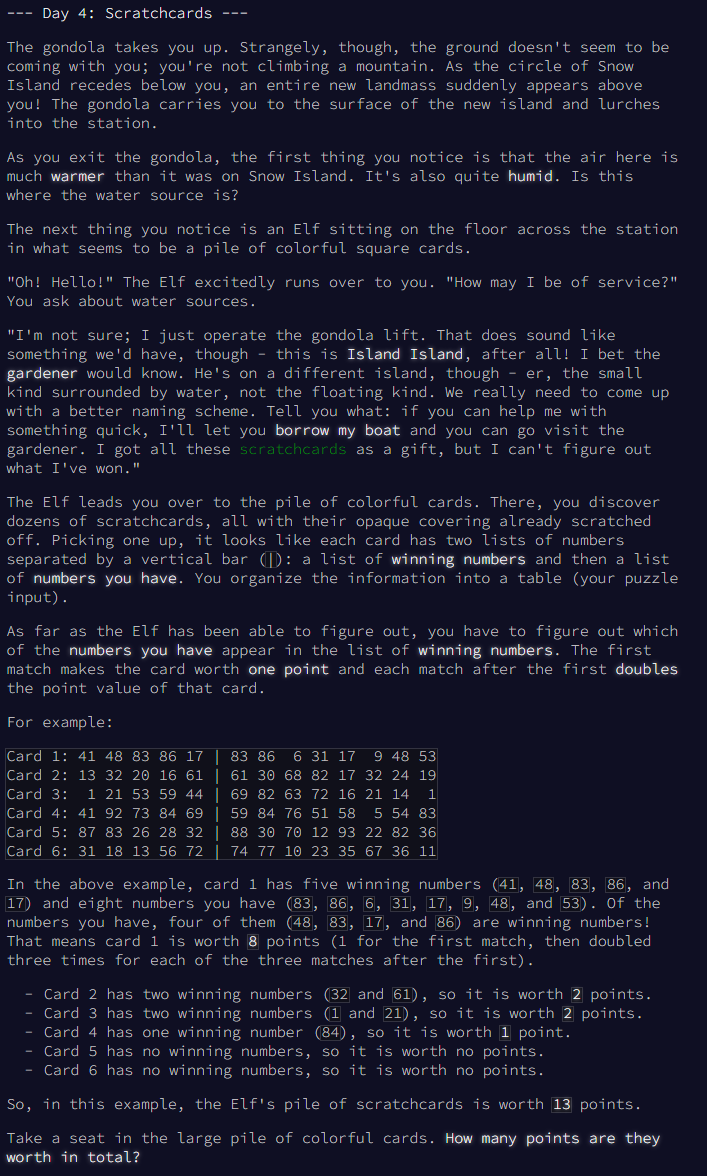 --- Day 4: Scratchcards ---
The gondola takes you up. Strangely, though, the ground doesn't seem to be
coming with you; you're not climbing a mountain. As the circle of Snow
Island recedes below you, an entire new landmass suddenly appears above
you! The gondola carries you to the surface of the new island and lurches
into the station.
As you exit the gondola, the first thing you notice is that the air here is
much warmer than it was on Snow Island. It's also quite humid. Is this
where the water source is?
The next thing you notice is an Elf sitting on the floor across the station
in what seems to be a pile of colorful square cards.
"Oh! Hello!" The Elf excitedly runs over to you. "How may I be of service?"
You ask about water sources.
"I'm not sure; I just operate the gondola lift. That does sound like
something we'd have, though - this is Island Island, after all! I bet the
gardener would know. He's on a different island, though - er, the small
kind surrounded by water, not the floating kind. We really need to come up
with a better naming scheme. Tell you what: if you can help me with
something quick, I'll let you borrow my boat and you can go visit the
gardener. I got all these scratchcards as a gift, but I can't figure out
what I've won."
The Elf leads you over to the pile of colorful cards. There, you discover
dozens of scratchcards, all with their opaque covering already scratched
off. Picking one up, it looks like each card has two lists of numbers
separated by a vertical bar (|): a list of winning numbers and then a list
of numbers you have. You organize the information into a table (your puzzle
input).
As far as the Elf has been able to figure out, you have to figure out which
of the numbers you have appear in the list of winning numbers. The first
match makes the card worth one point and each match after the first doubles
the point value of that card.
For example:
Card 1: 41 48 83 86 17 | 83 86  6 31 17  9 48 53
Card 2: 13 32 20 16 61 | 61 30 68 82 17 32 24 19
Card 3:  1 21 53 59 44 | 69 82 63 72 16 21 14  1
Card 4: 41 92 73 84 69 | 59 84 76 51 58  5 54 83
Card 5: 87 83 26 28 32 | 88 30 70 12 93 22 82 36
Card 6: 31 18 13 56 72 | 74 77 10 23 35 67 36 11
In the above example, card 1 has five winning numbers (41, 48, 83, 86, and
17) and eight numbers you have (83, 86, 6, 31, 17, 9, 48, and 53). Of the
numbers you have, four of them (48, 83, 17, and 86) are winning numbers!
That means card 1 is worth 8 points (1 for the first match, then doubled
three times for each of the three matches after the first).
- Card 2 has two winning numbers (32 and 61), so it is worth 2 points.
- Card 3 has two winning numbers (1 and 21), so it is worth 2 points.
- Card 4 has one winning number (84), so it is worth 1 point.
- Card 5 has no winning numbers, so it is worth no points.
- Card 6 has no winning numbers, so it is worth no points.
So, in this example, the Elf's pile of scratchcards is worth 13 points.
Take a seat in the large pile of colorful cards. How many points are they
worth in total?